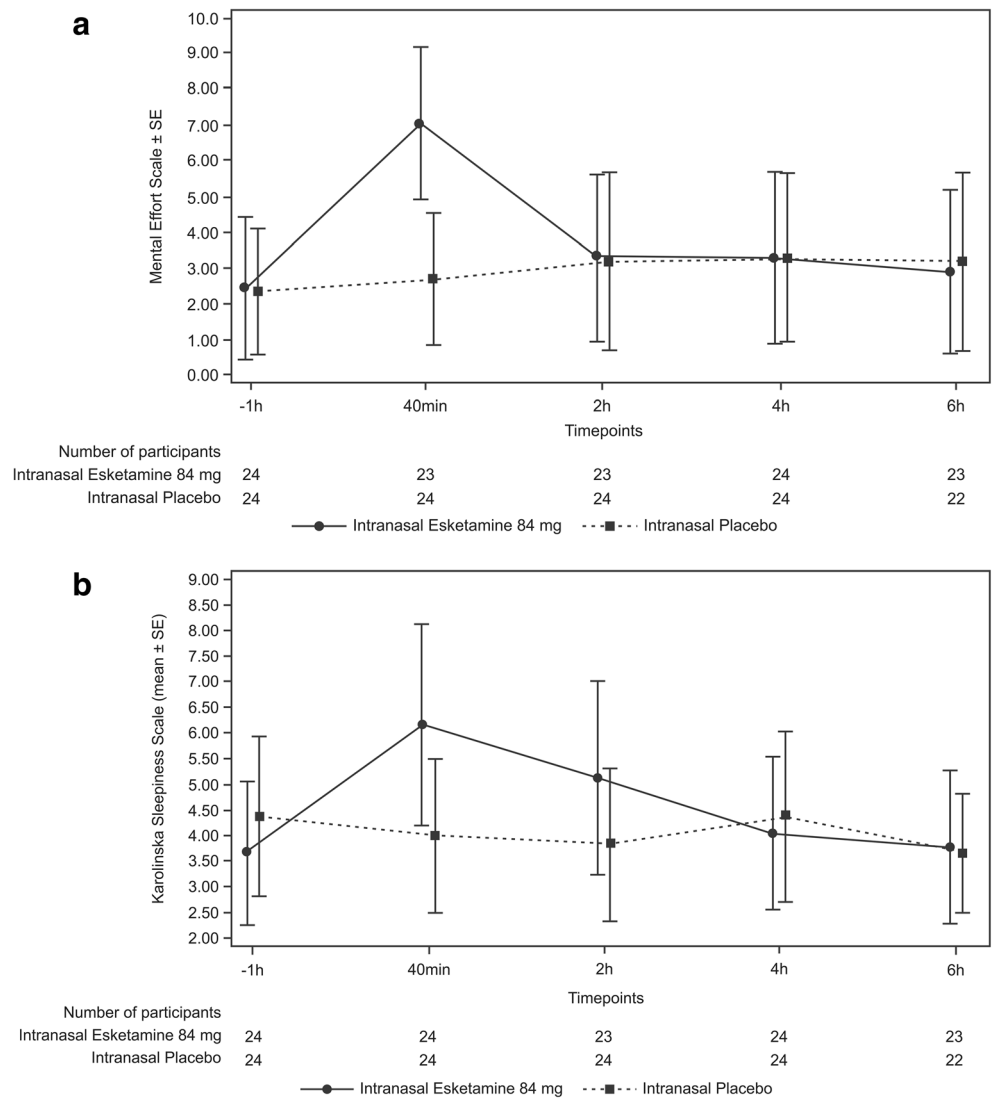 a
Mental Effort Scale ± SE
10.0
9.00
8.00
7.00
6.00
5.00
4.00
3.00
2.00
1.00
0.00
-1h 40min 2h 4h 6h
Timepoints
Number of participants
Intranasal Esketamine 84 mg 24 23 23 24 23
Intranasal Placebo 24 24 24 24 22
Intranasal Esketamine 84 mg Intranasal Placebo
b
Karolinska Sleepiness Scale (mean ± SE)
9.00
8.50
8.00
7.50
7.00
6.50
6.00
5.50
5.00
4.50
4.00
3.50
3.00
2.50
2.00
-1h 40min 2h 4h 6h
Timepoints
Number of participants
Intranasal Esketamine 84 mg 24 24 23 24 23
Intranasal Placebo 24 24 24 24 22
Intranasal Esketamine 84 mg Intranasal Placebo